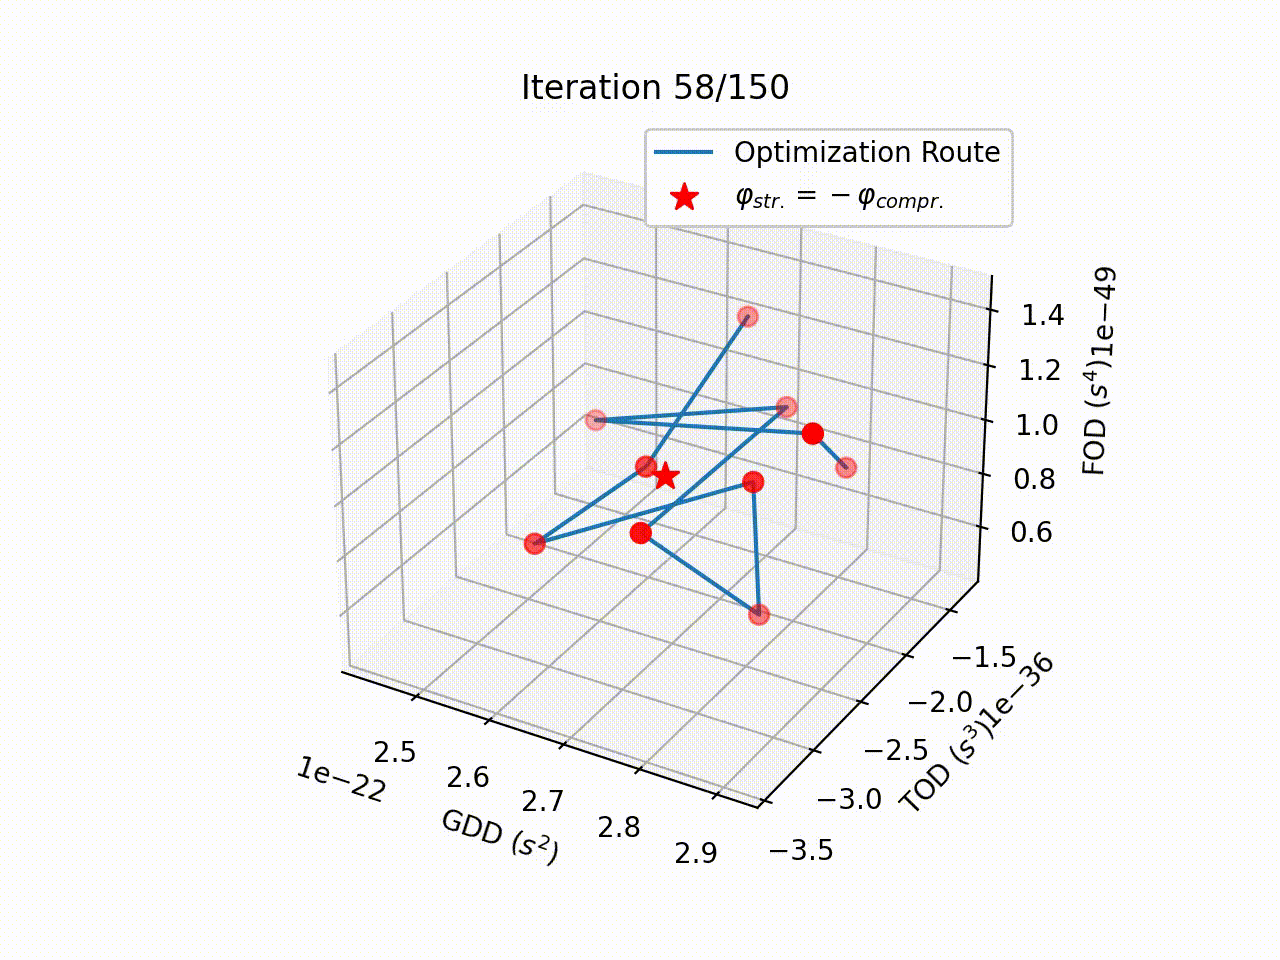 Iteration 58/150
Optimization Route
φstr. = − φcompr.
1.4
1.2
1.0
0.8
0.6
FOD (s⁴)1e−49
−1.5
−2.0
−2.5
−3.0
−3.5
TOD (s³)1e−36
2.5
2.6
2.7
2.8
2.9
1e−22
GDD (s²)